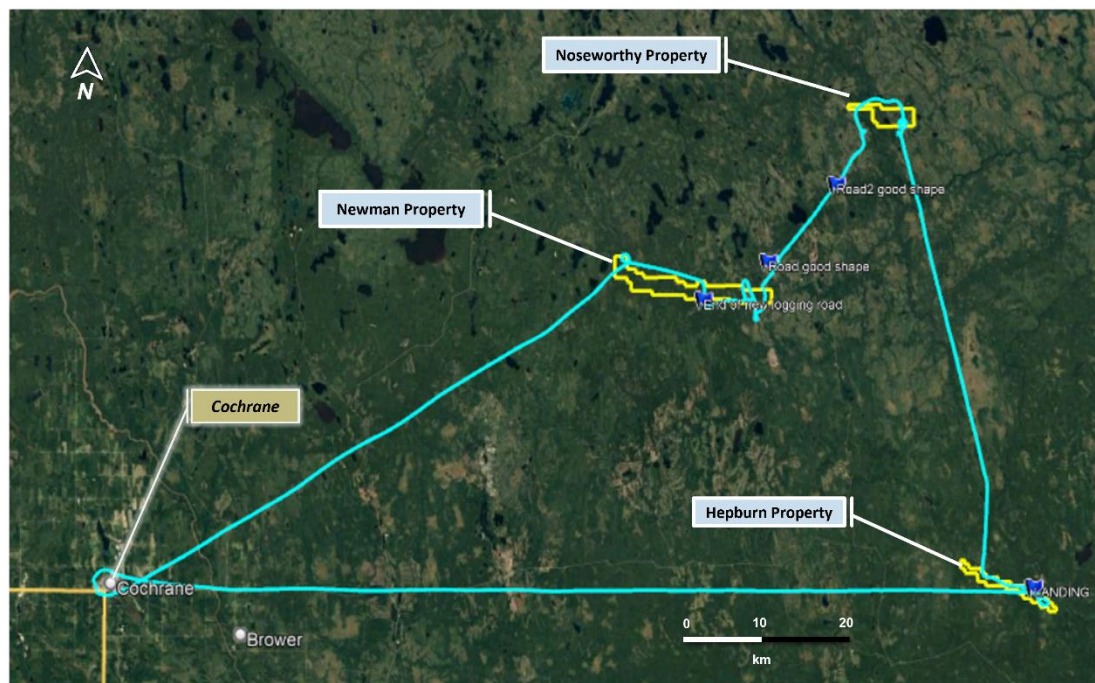 Noseworthy Property
N
Road2 good shape
Newman Property
Road good shape
End of new logging road
Cochrane
Hepburn Property
Cochrane
ANDING
0 10 20
km
Brower